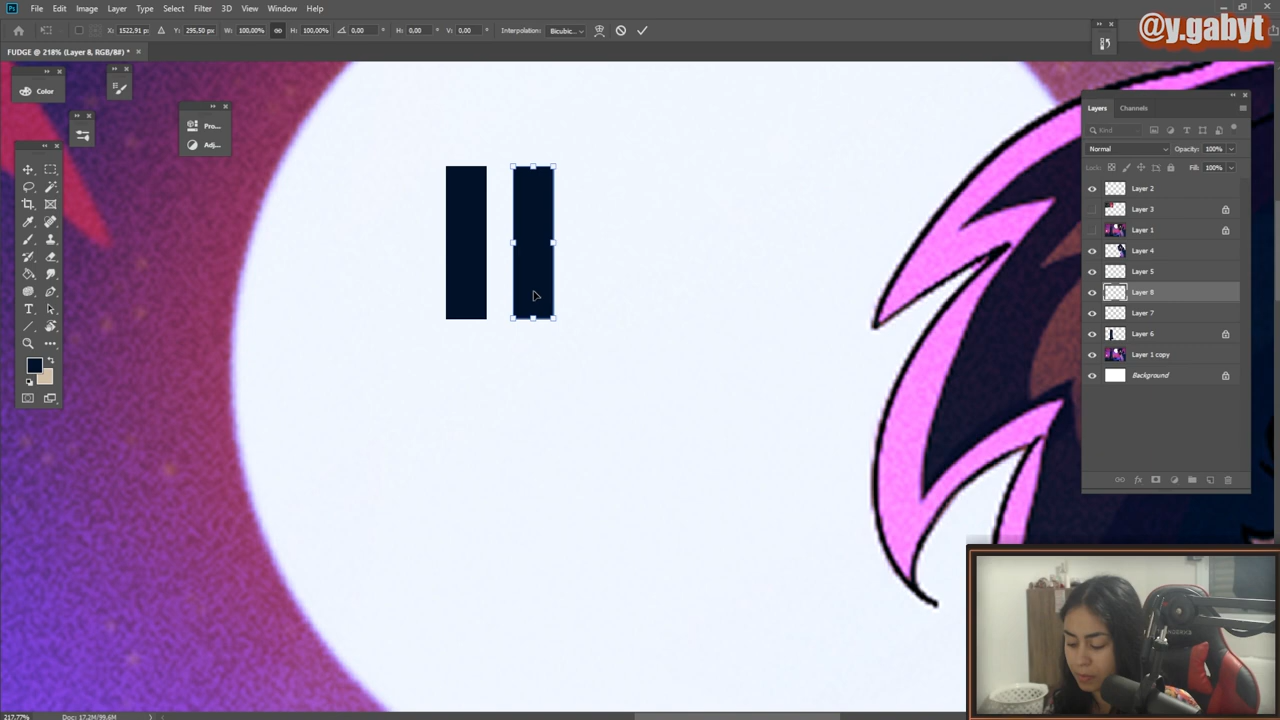 File Edit Image Layer Type Select Filter 3D View Window Help
X: 1522,91 px Y: 295,50 px W: 100,00% H: 100,00% 0,00 ° H: 0,00 ° V: 0,00 ° Interpolation: Bicubic...
@y.gabyt
FUDGE @ 218% (Layer 8, RGB/8#) * ×
Color
Pro...
Adj...
Layers Channels
Kind
Normal Opacity: 100%
Lock: Fill: 100%
Layer 2
Layer 3
Layer 1
Layer 4
Layer 5
Layer 8
Layer 7
Layer 6
Layer 1 copy
Background
217,77% Doc: 17,2M/99,6M